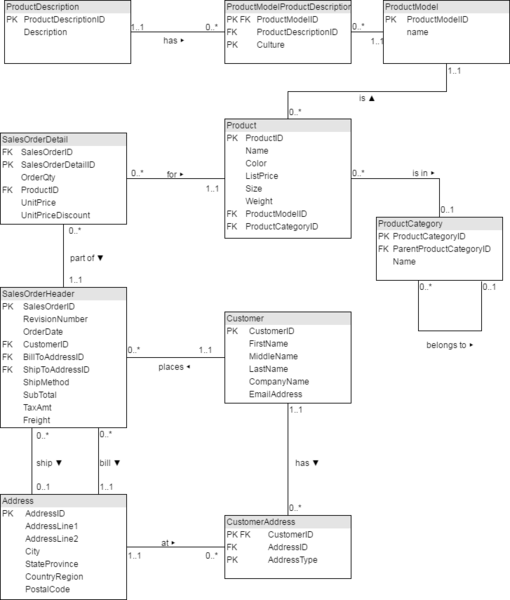 ProductDescription
PK ProductDescriptionID
Description
1..1
has ▸
0..*
ProductModelProductDescription
PK FK ProductModelID
FK ProductDescriptionID
PK Culture
0..*
1..1
ProductModel
PK ProductModelID
name
1..1
is ▲
0..*
SalesOrderDetail
FK SalesOrderID
PK SalesOrderDetailID
OrderQty
FK ProductID
UnitPrice
UnitPriceDiscount
0..*
for ▸
1..1
Product
PK ProductID
Name
Color
ListPrice
Size
Weight
FK ProductModelID
FK ProductCategoryID
0..*
is in ▸
0..1
ProductCategory
PK ProductCategoryID
FK ParentProductCategoryID
Name
0..*
0..1
belongs to ▸
0..*
part of ▼
1..1
SalesOrderHeader
PK SalesOrderID
RevisionNumber
OrderDate
FK CustomerID
FK BillToAddressID
FK ShipToAddressID
ShipMethod
SubTotal
TaxAmt
Freight
0..*
places ◂
1..1
Customer
PK CustomerID
FirstName
MiddleName
LastName
CompanyName
EmailAddress
1..1
has ▼
0..*
0..*
0..*
ship ▼
bill ▼
0..1
1..1
Address
PK AddressID
AddressLine1
AddressLine2
City
StateProvince
CountryRegion
PostalCode
at ▸
1..1
0..*
CustomerAddress
PK FK CustomerID
FK AddressID
PK AddressType